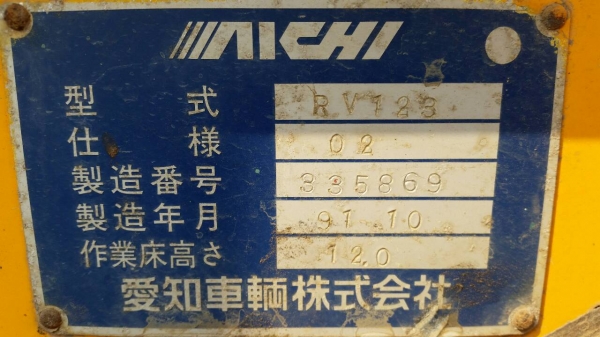 AICHI
型式 RV123
仕様 02
製造番号 335869
製造年月 91 10
作業床高さ 12.0
愛知車輌株式会社